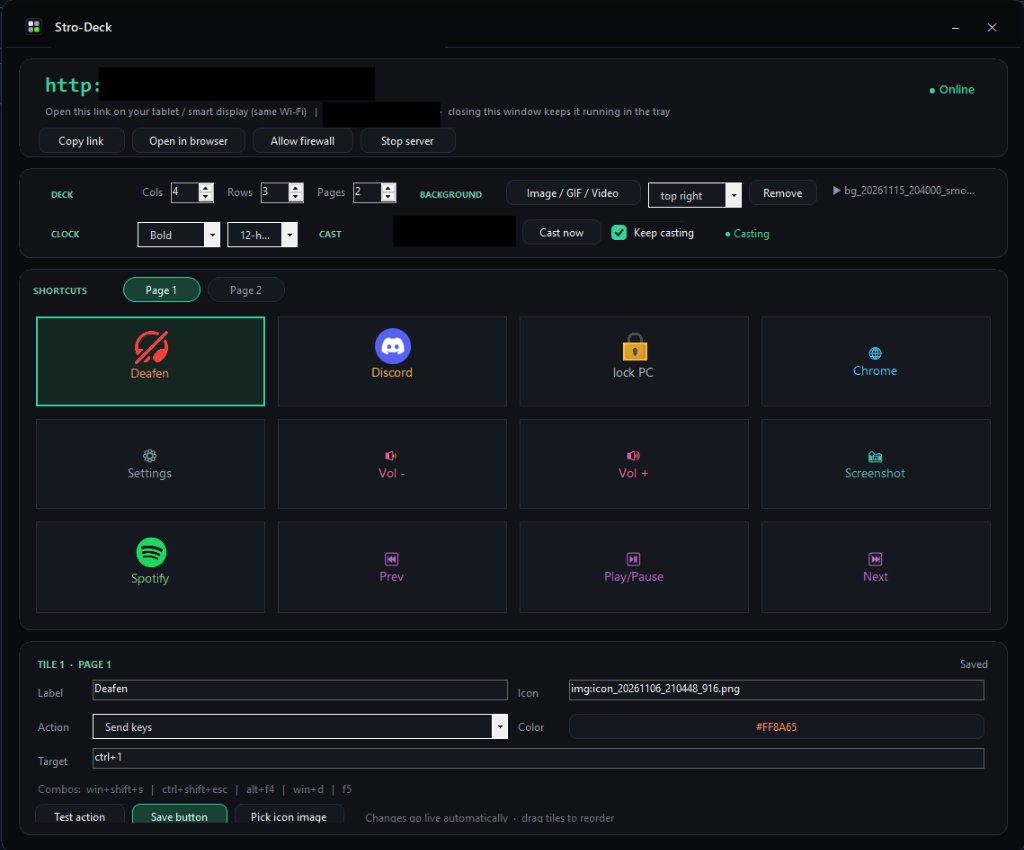 Stro-Deck
http:
● Online
Open this link on your tablet / smart display (same Wi-Fi) | · closing this window keeps it running in the tray
Copy link Open in browser Allow firewall Stop server
DECK Cols 4 Rows 3 Pages 2 BACKGROUND Image / GIF / Video top right Remove ▶ bg_20261115_204000_smo...
CLOCK Bold 12-h... CAST Cast now Keep casting ● Casting
SHORTCUTS Page 1 Page 2
Deafen Discord lock PC Chrome
Settings Vol - Vol + Screenshot
Spotify Prev Play/Pause Next
TILE 1 · PAGE 1 Saved
Label Deafen Icon img:icon_20261106_210448_916.png
Action Send keys Color #FF8A65
Target ctrl+1
Combos: win+shift+s | ctrl+shift+esc | alt+f4 | win+d | f5
Test action Save button Pick icon image Changes go live automatically · drag tiles to reorder